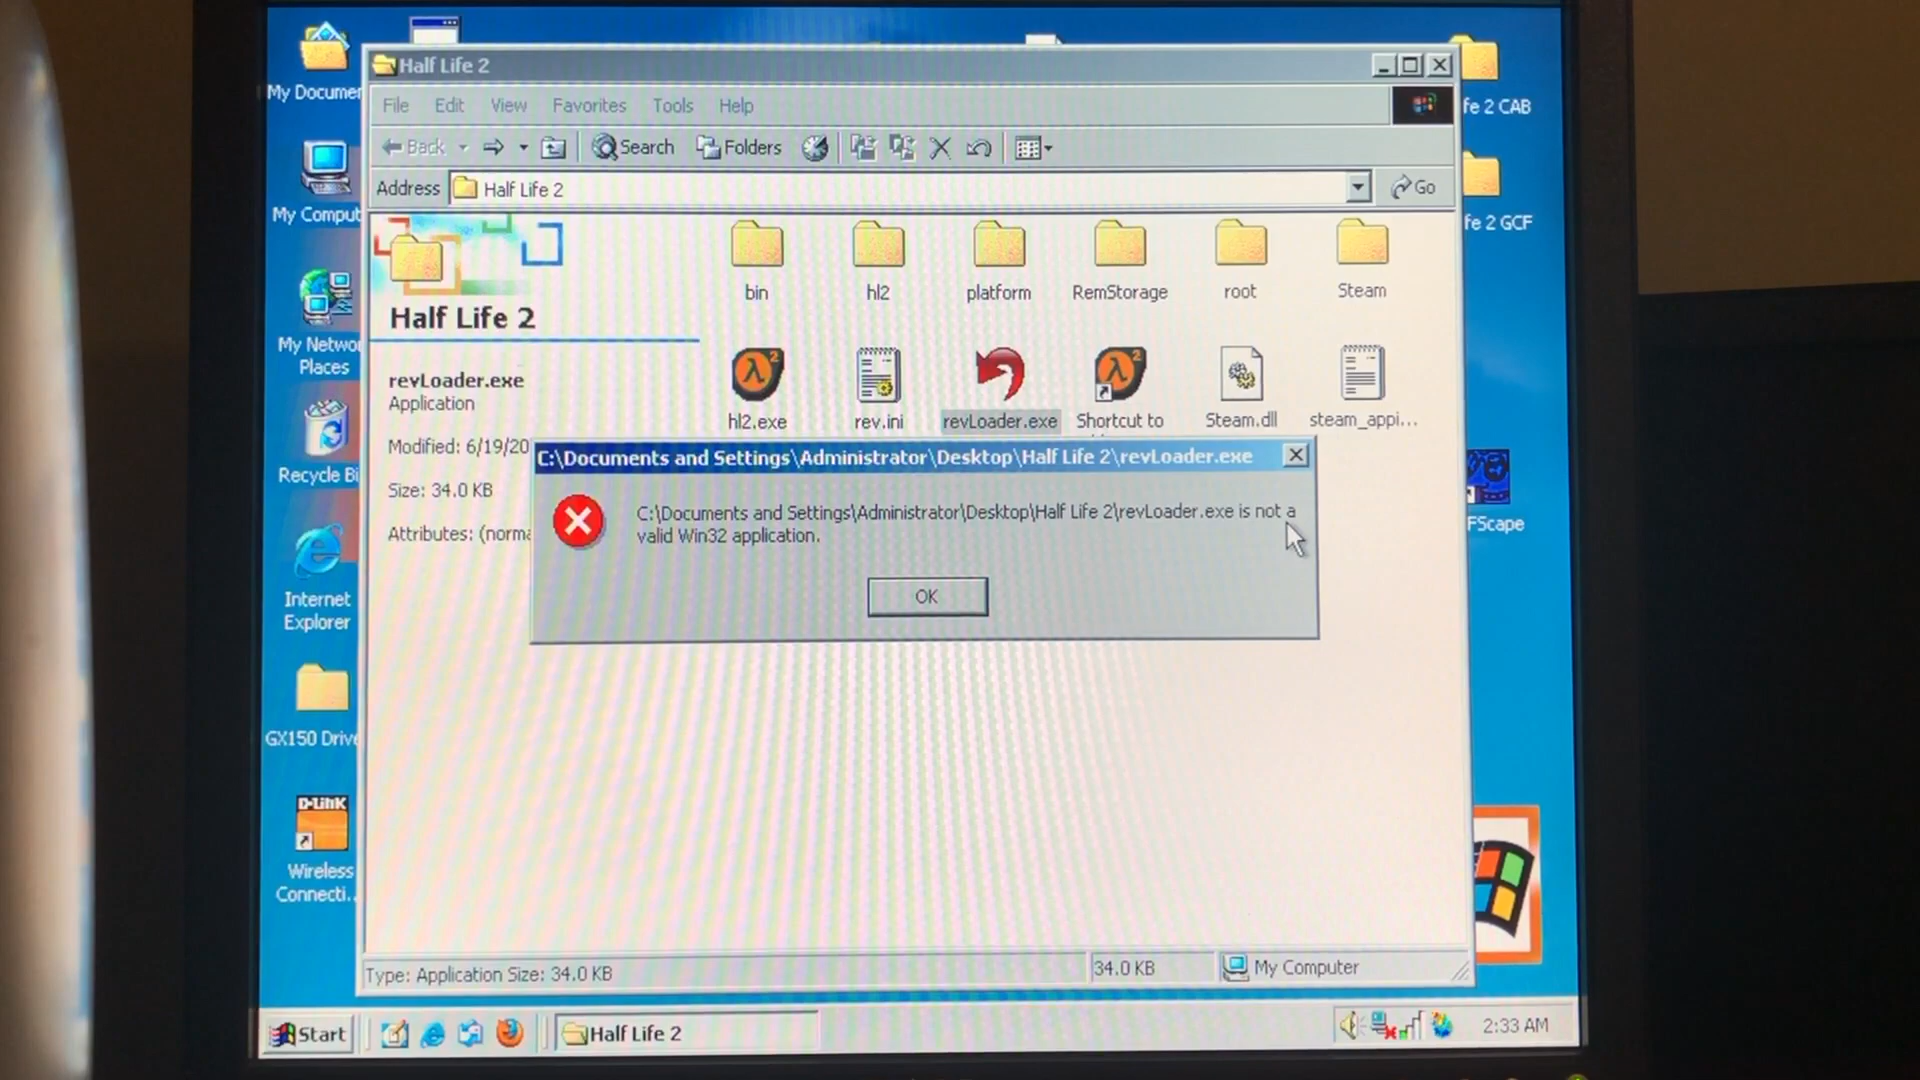 Half Life 2
File Edit View Favorites Tools Help
Back Search Folders
Address Half Life 2 Go
My Documen
My Comput
My Netwo
Places
Recycle Bi
Internet
Explorer
GX150 Drive
D-Link
Wireless
Connecti...
fe 2 CAB
fe 2 GCF
FScape
bin hl2 platform RemStorage root Steam
hl2.exe rev.ini revLoader.exe Shortcut to Steam.dll steam_appi...
Half Life 2
revLoader.exe
Application
Modified: 6/19/20
Size: 34.0 KB
Attributes: (norma
C:\Documents and Settings\Administrator\Desktop\Half Life 2\revLoader.exe
C:\Documents and Settings\Administrator\Desktop\Half Life 2\revLoader.exe is not a
valid Win32 application.
OK
Type: Application Size: 34.0 KB 34.0 KB My Computer
Start Half Life 2 2:33 AM